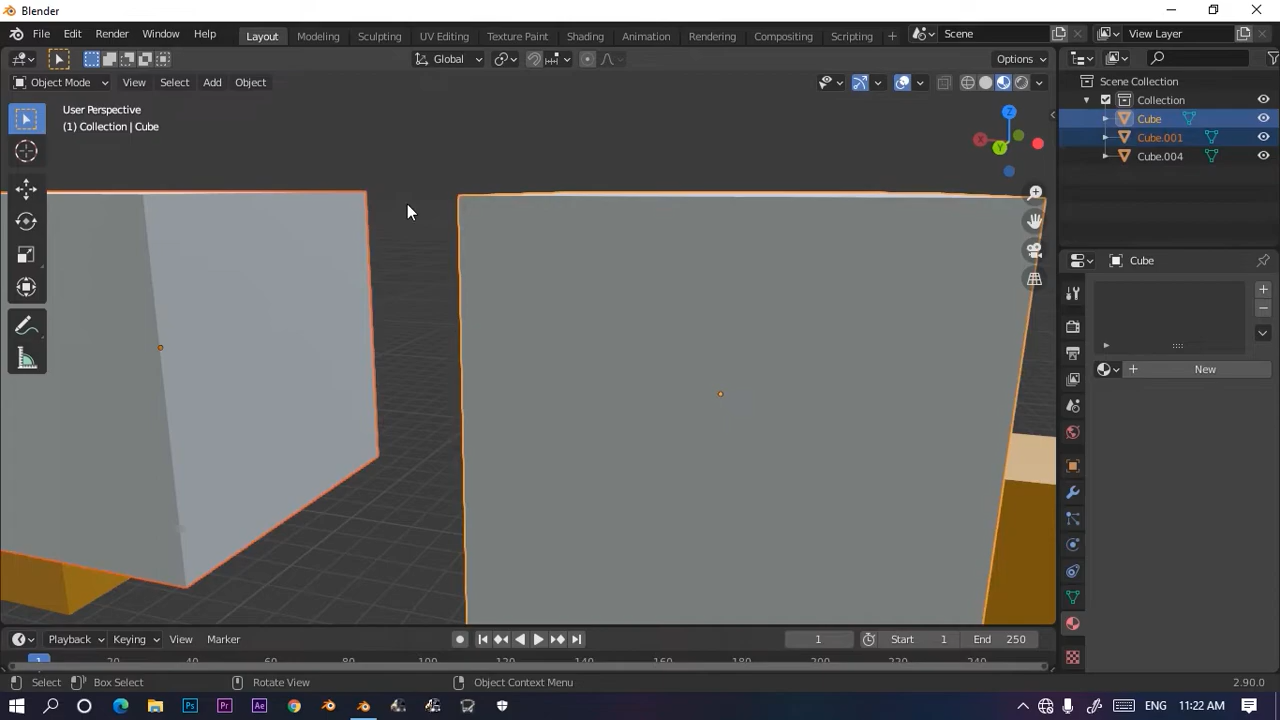 Blender
File Edit Render Window Help Layout Modeling Sculpting UV Editing Texture Paint Shading Animation Rendering Compositing Scripting Scene View Layer
Global Options
Object Mode View Select Add Object
User Perspective
(1) Collection | Cube
Scene Collection
Collection
Cube
Cube.001
Cube.004
X
Y
Z
Cube
New
Playback Keying View Marker 1 Start 1 End 250
1 20 40 60 80 100 120 140 160 180 200 220 240
Select Box Select Rotate View Object Context Menu 2.90.0
Ps Pr Ae ENG 11:22 AM